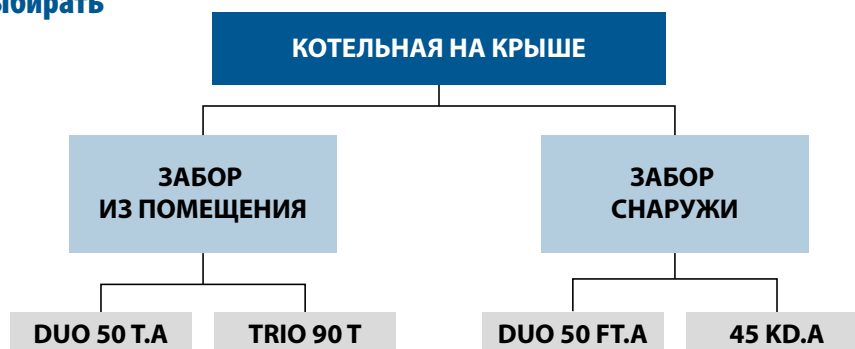 КОТЕЛЬНАЯ НА КРЫШЕ
ЗАБОР
ИЗ ПОМЕЩЕНИЯ
ЗАБОР
СНАРУЖИ
DUO 50 T.A
TRIO 90 T
DUO 50 FT.A
45 KD.A